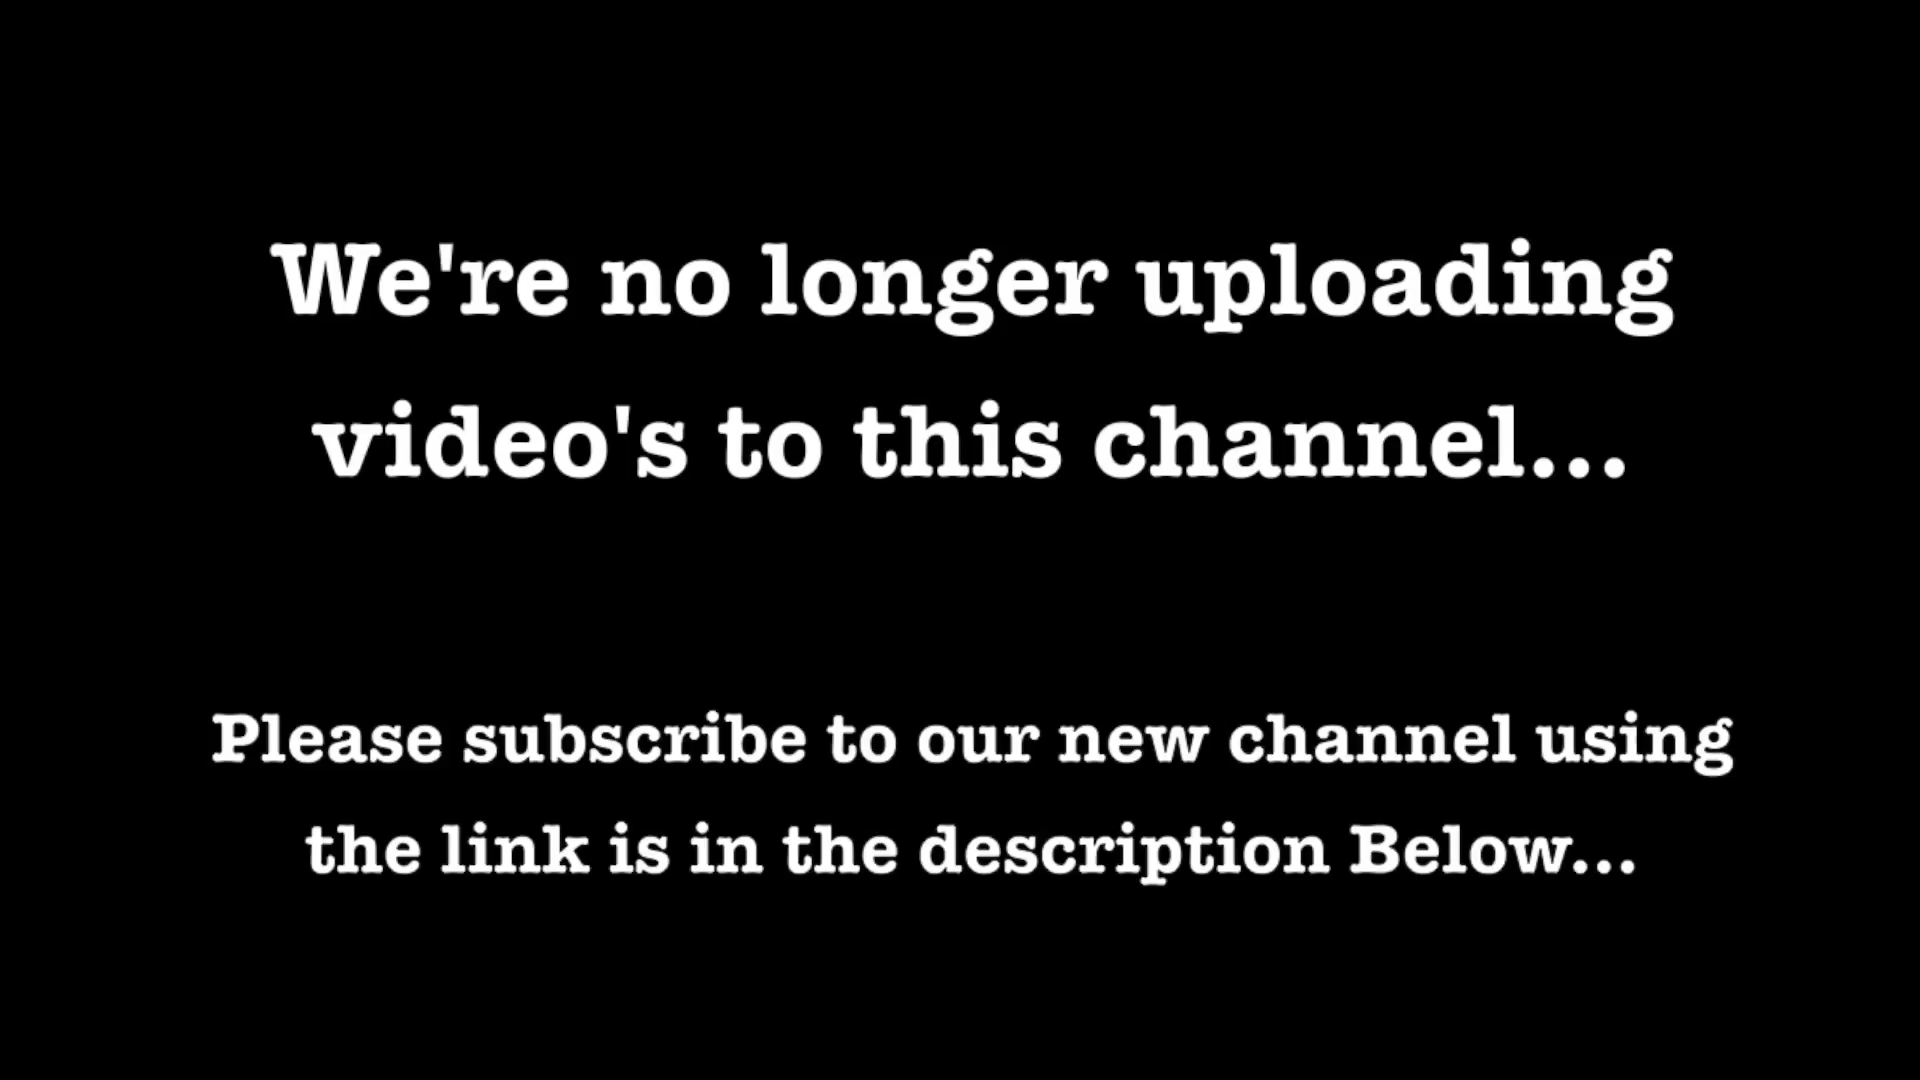 We're no longer uploading
video's to this channel...
Please subscribe to our new channel using
the link is in the description Below...